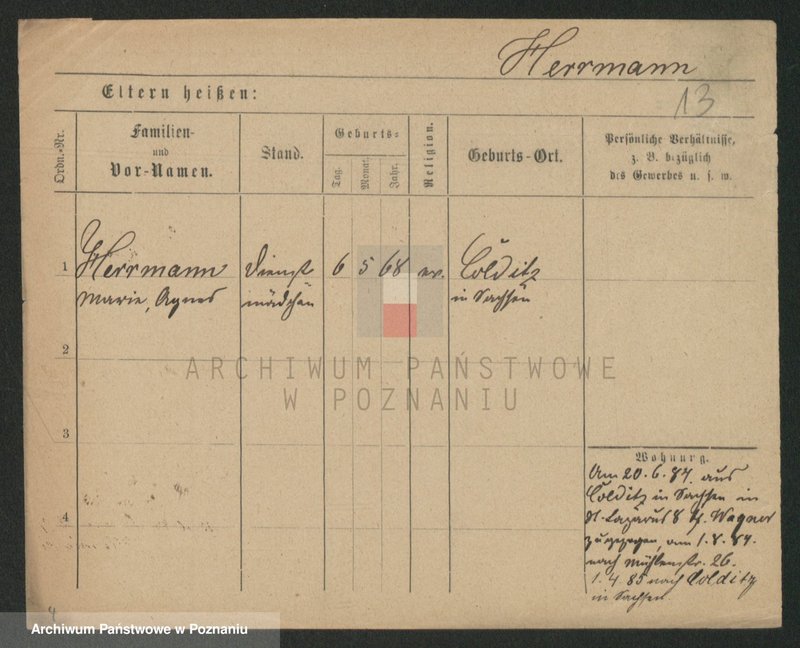 Herrmann
13
Eltern heißen:
Ordn.-Nr.
Familien-
und
Vor-Namen.
Stand.
Geburts-
Tag.
Monat.
Jahr.
Religion.
Geburts-Ort.
Persönliche Verhältnisse,
z. B. bezüglich
des Gewerbes u. s. w.
1 Herrmann Dienst 6 5 68 ev. Colditz
Marie, Agnes mädchen in Sachsen
2
ARCHIWUM PAŃSTWOWE
W POZNANIU
3
Wohnung.
Am 20.6.84. aus
Colditz in Sachsen in
St. Lazarus 8 Wagner
zugezogen, am 1.8.84.
nach Mühlenstr. 26.
1.4.85 nach Colditz
in Sachsen.
4
4
Archiwum Państwowe w Poznaniu